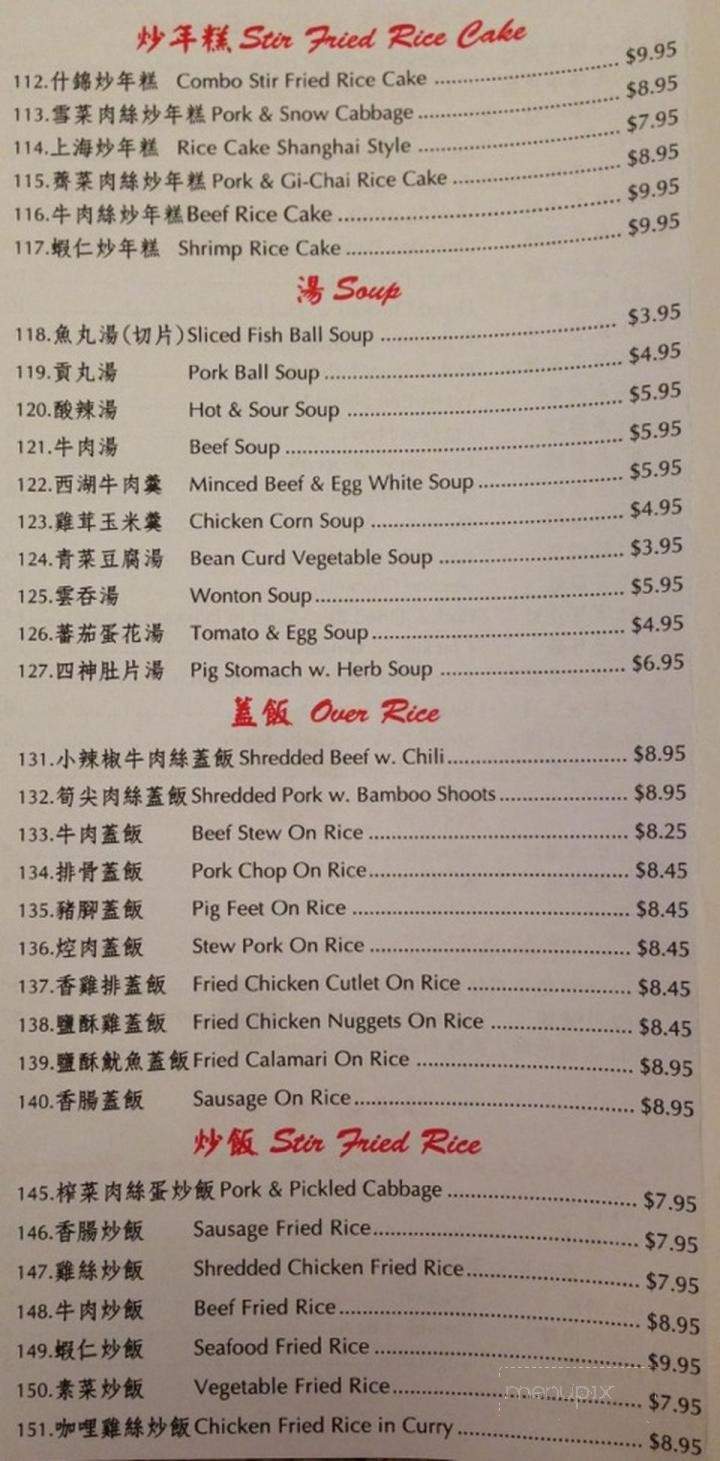 炒年糕 Stir Fried Rice Cake
112.什錦炒年糕 Combo Stir Fried Rice Cake $9.95
113.雪菜肉絲炒年糕 Pork & Snow Cabbage $8.95
114.上海炒年糕 Rice Cake Shanghai Style $7.95
115.薺菜肉絲炒年糕 Pork & Gi-Chai Rice Cake $8.95
116.牛肉絲炒年糕 Beef Rice Cake $9.95
117.蝦仁炒年糕 Shrimp Rice Cake $9.95
湯 Soup
118.魚丸湯(切片) Sliced Fish Ball Soup $3.95
119.貢丸湯 Pork Ball Soup $4.95
120.酸辣湯 Hot & Sour Soup $5.95
121.牛肉湯 Beef Soup $5.95
122.西湖牛肉羹 Minced Beef & Egg White Soup $5.95
123.雞茸玉米羹 Chicken Corn Soup $4.95
124.青菜豆腐湯 Bean Curd Vegetable Soup $3.95
125.雲吞湯 Wonton Soup $5.95
126.蕃茄蛋花湯 Tomato & Egg Soup $4.95
127.四神肚片湯 Pig Stomach w. Herb Soup $6.95
蓋飯 Over Rice
131.小辣椒牛肉絲蓋飯 Shredded Beef w. Chili $8.95
132.筍尖肉絲蓋飯 Shredded Pork w. Bamboo Shoots $8.95
133.牛肉蓋飯 Beef Stew On Rice $8.25
134.排骨蓋飯 Pork Chop On Rice $8.45
135.豬腳蓋飯 Pig Feet On Rice $8.45
136.焢肉蓋飯 Stew Pork On Rice $8.45
137.香雞排蓋飯 Fried Chicken Cutlet On Rice $8.45
138.鹽酥雞蓋飯 Fried Chicken Nuggets On Rice $8.45
139.鹽酥魷魚蓋飯 Fried Calamari On Rice $8.95
140.香腸蓋飯 Sausage On Rice $8.95
炒飯 Stir Fried Rice
145.榨菜肉絲蛋炒飯 Pork & Pickled Cabbage $7.95
146.香腸炒飯 Sausage Fried Rice $7.95
147.雞絲炒飯 Shredded Chicken Fried Rice $7.95
148.牛肉炒飯 Beef Fried Rice $8.95
149.蝦仁炒飯 Seafood Fried Rice $9.95
150.素菜炒飯 Vegetable Fried Rice $7.95
151.咖哩雞絲炒飯 Chicken Fried Rice in Curry $8.95
menupix